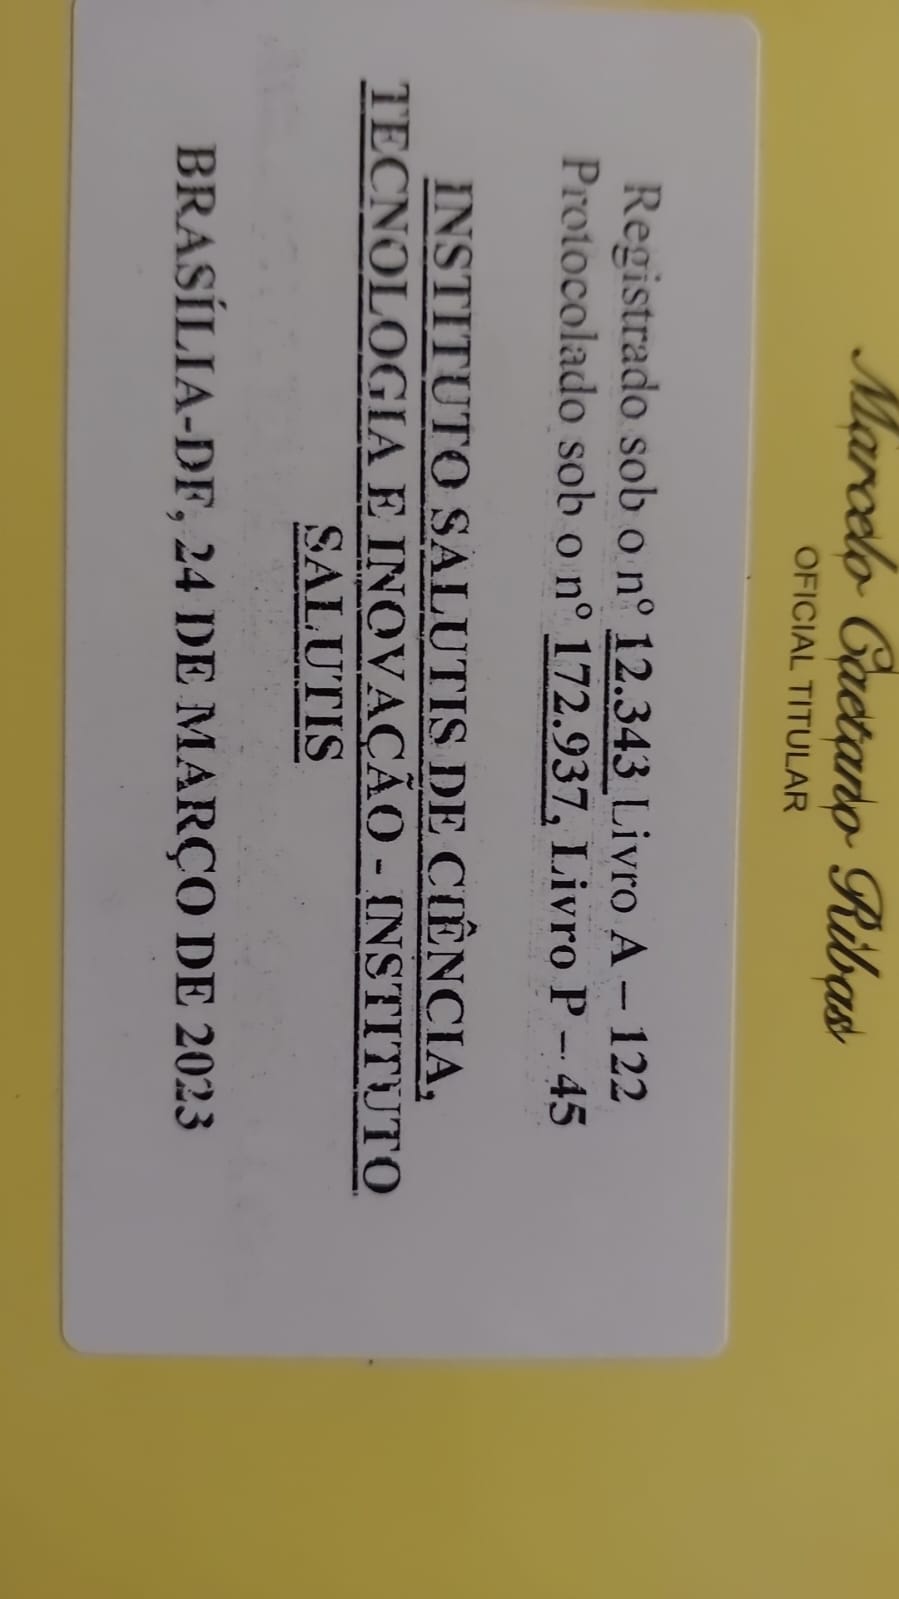 Marcelo Caetano Ribas
OFICIAL TITULAR
Registrado sob o nº 12.343 Livro A – 122
Protocolado sob o nº 172.937, Livro P – 45
INSTITUTO SALUTIS DE CIÊNCIA,
TECNOLOGIA E INOVAÇÃO - INSTITUTO
SALUTIS
BRASÍLIA-DF, 24 DE MARÇO DE 2023